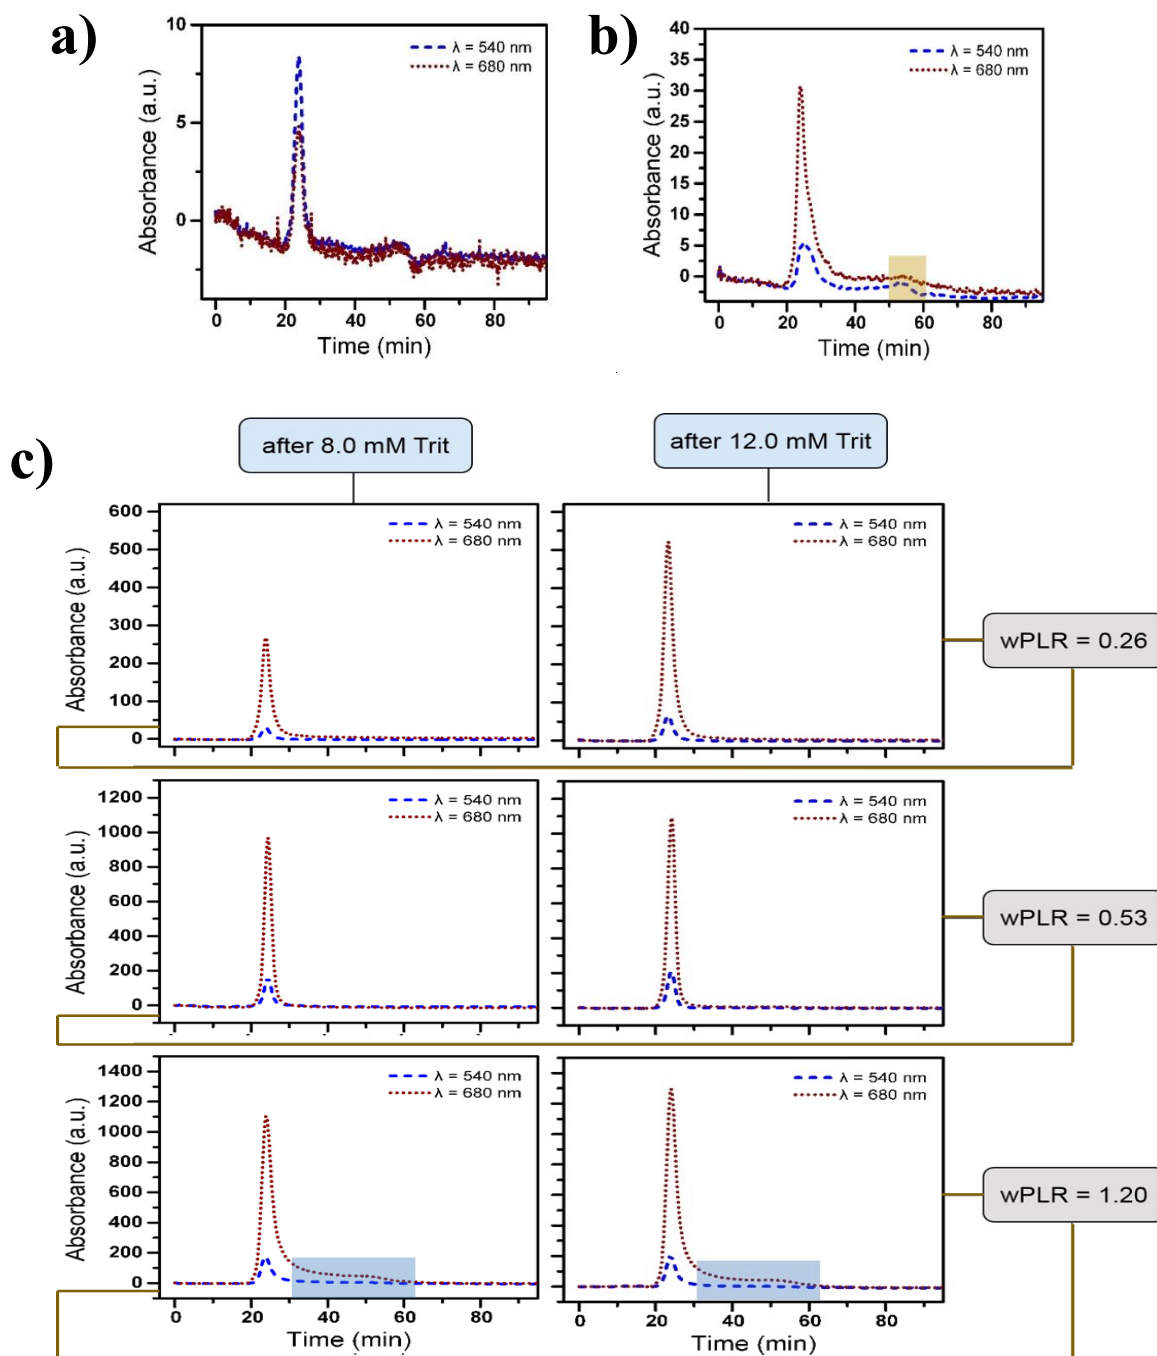 a)
10
5
0
Absorbance (a.u.)
λ = 540 nm
λ = 680 nm
0 20 40 60 80
Time (min)
b)
40
35
30
25
20
15
10
5
0
Absorbance (a.u.)
λ = 540 nm
λ = 680 nm
0 20 40 60 80
Time (min)
c)
after 8.0 mM Trit
after 12.0 mM Trit
600
500
400
300
200
100
0
Absorbance (a.u.)
λ = 540 nm
λ = 680 nm
λ = 540 nm
λ = 680 nm
wPLR = 0.26
1200
1000
800
600
400
200
0
Absorbance (a.u.)
λ = 540 nm
λ = 680 nm
λ = 540 nm
λ = 680 nm
wPLR = 0.53
1400
1200
1000
800
600
400
200
0
Absorbance (a.u.)
λ = 540 nm
λ = 680 nm
λ = 540 nm
λ = 680 nm
wPLR = 1.20
0 20 40 60 80
Time (min)
0 20 40 60 80
Time (min)